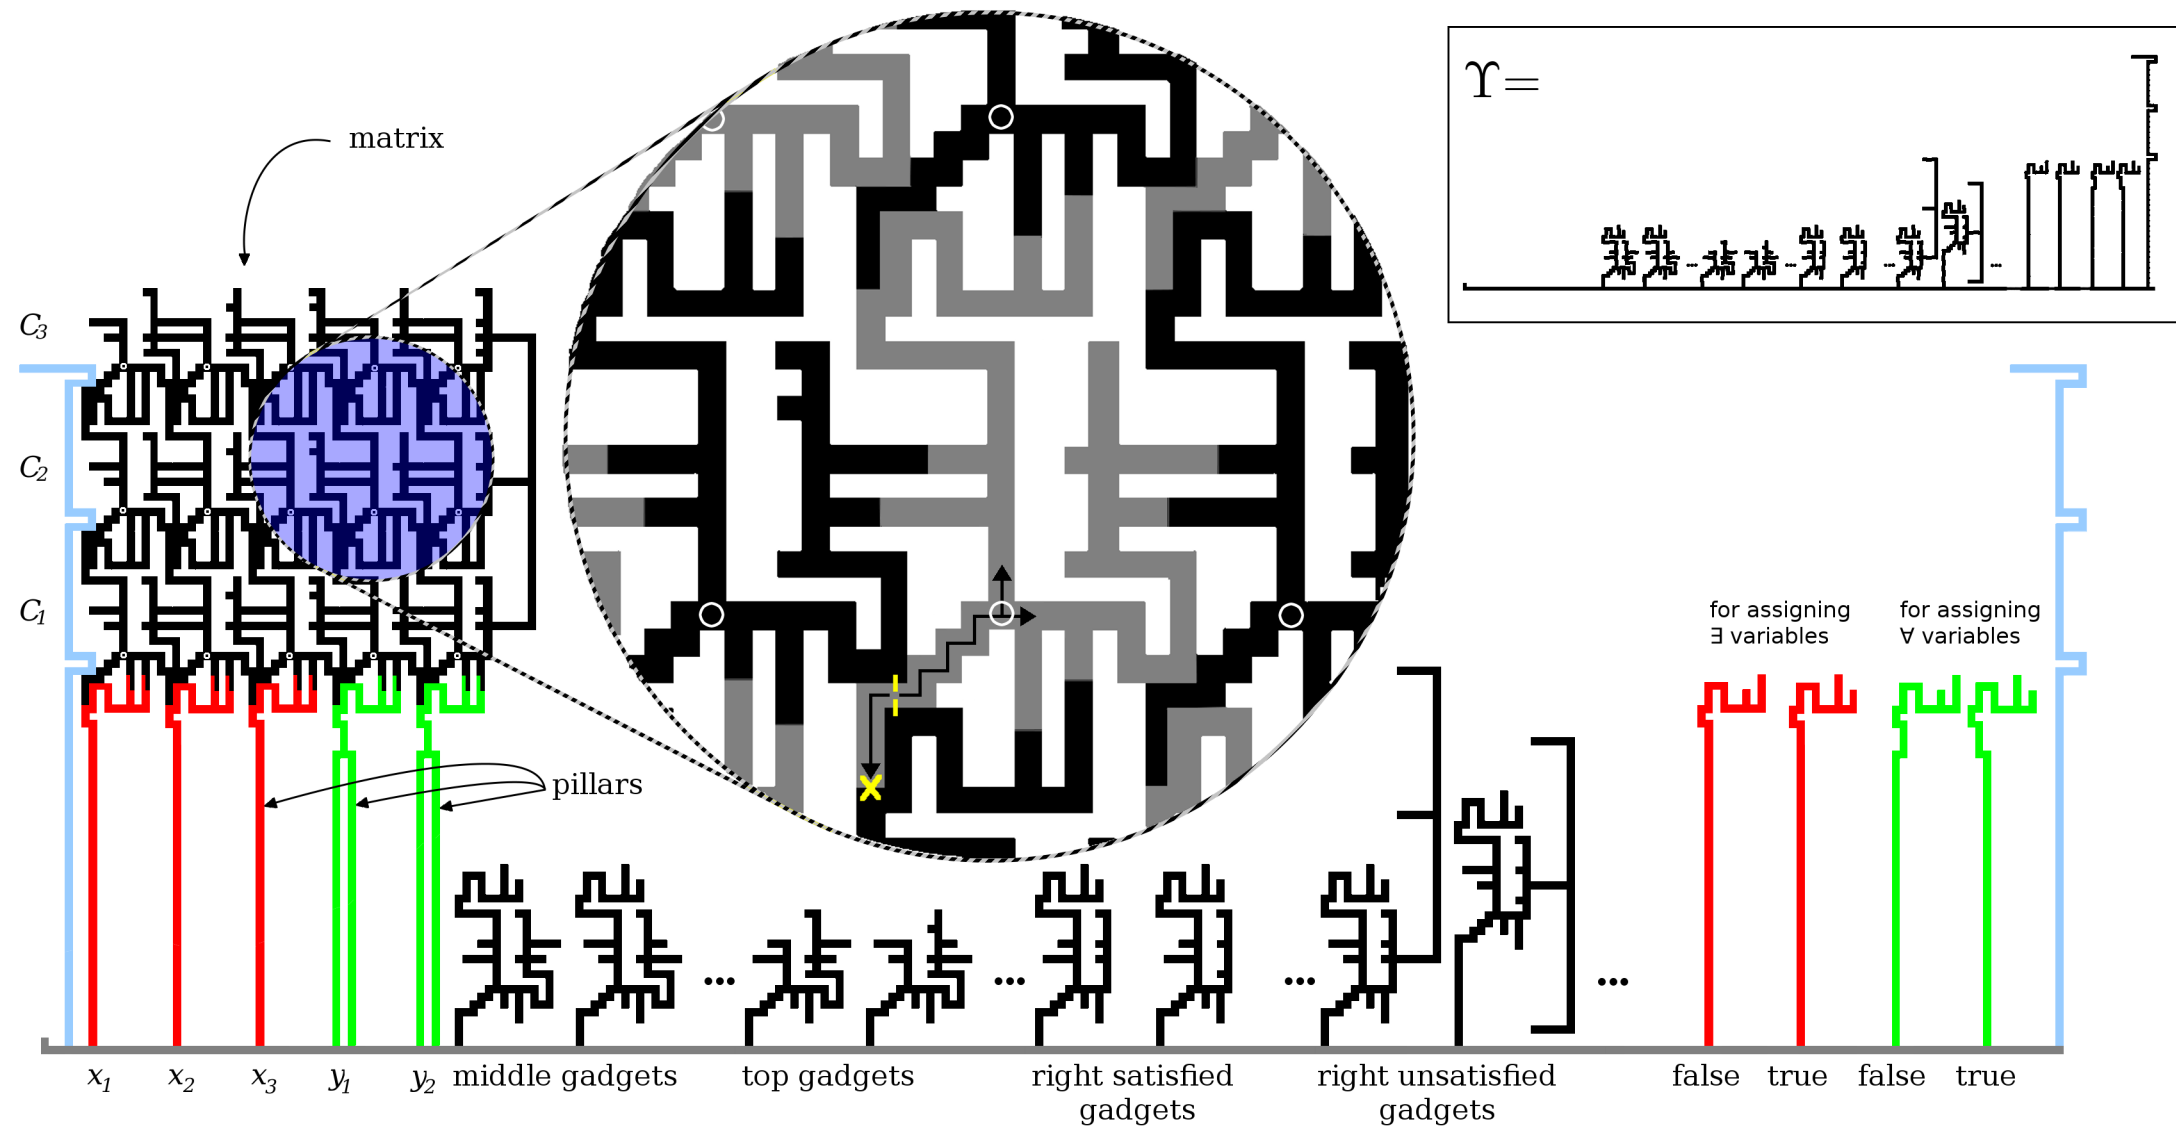 ϒ=
matrix
C3
C2
C1
for assigning
∃ variables
for assigning
∀ variables
pillars
...
...
...
...
x1
x2
x3
y1
y2
middle gadgets
top gadgets
right satisfied
gadgets
right unsatisfied
gadgets
false
true
false
true